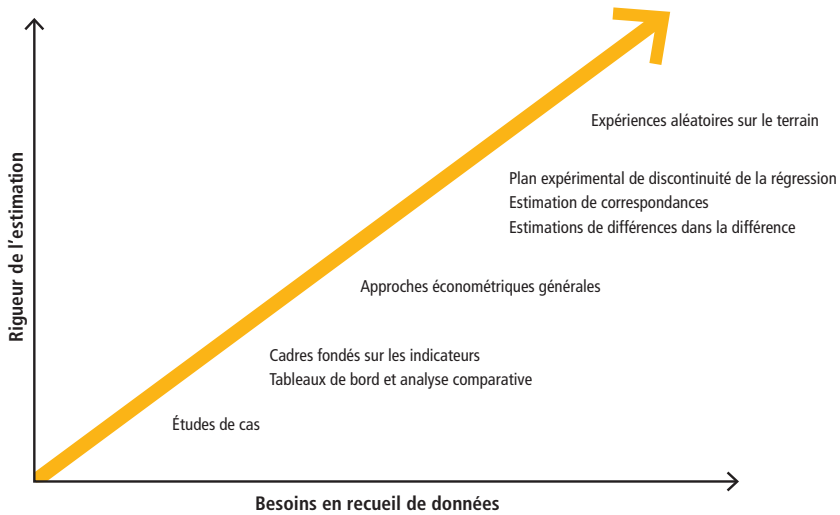 Rigueur de l'estimation
Expériences aléatoires sur le terrain
Plan expérimental de discontinuité de la régression
Estimation de correspondances
Estimations de différences dans la différence
Approches économétriques générales
Cadres fondés sur les indicateurs
Tableaux de bord et analyse comparative
Études de cas
Besoins en recueil de données